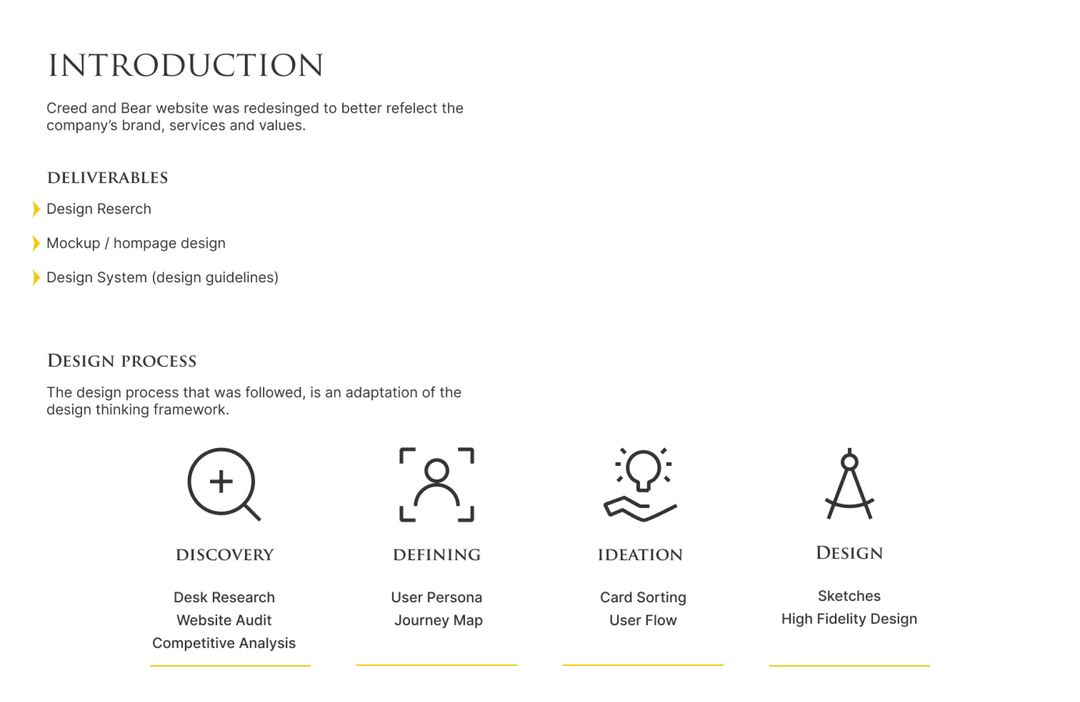 INTRODUCTION
Creed and Bear website was redesinged to better refelect the
company's brand, services and values.
DELIVERABLES
Design Reserch
Mockup / hompage design
Design System (design guidelines)
DESIGN PROCESS
The design process that was followed, is an adaptation of the
design thinking framework.
DISCOVERY
Desk Research
Website Audit
Competitive Analysis
DEFINING
User Persona
Journey Map
IDEATION
Card Sorting
User Flow
DESIGN
Sketches
High Fidelity Design